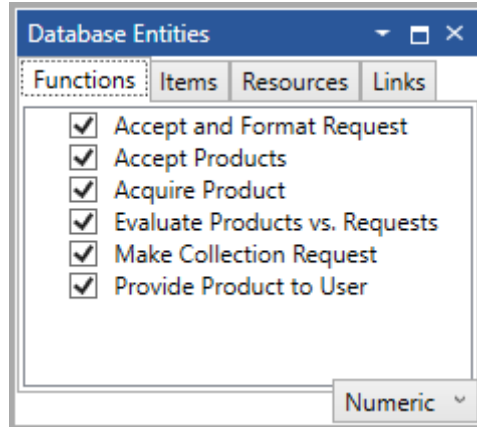 Database Entities
Functions Items Resources Links
Accept and Format Request
Accept Products
Acquire Product
Evaluate Products vs. Requests
Make Collection Request
Provide Product to User
Numeric